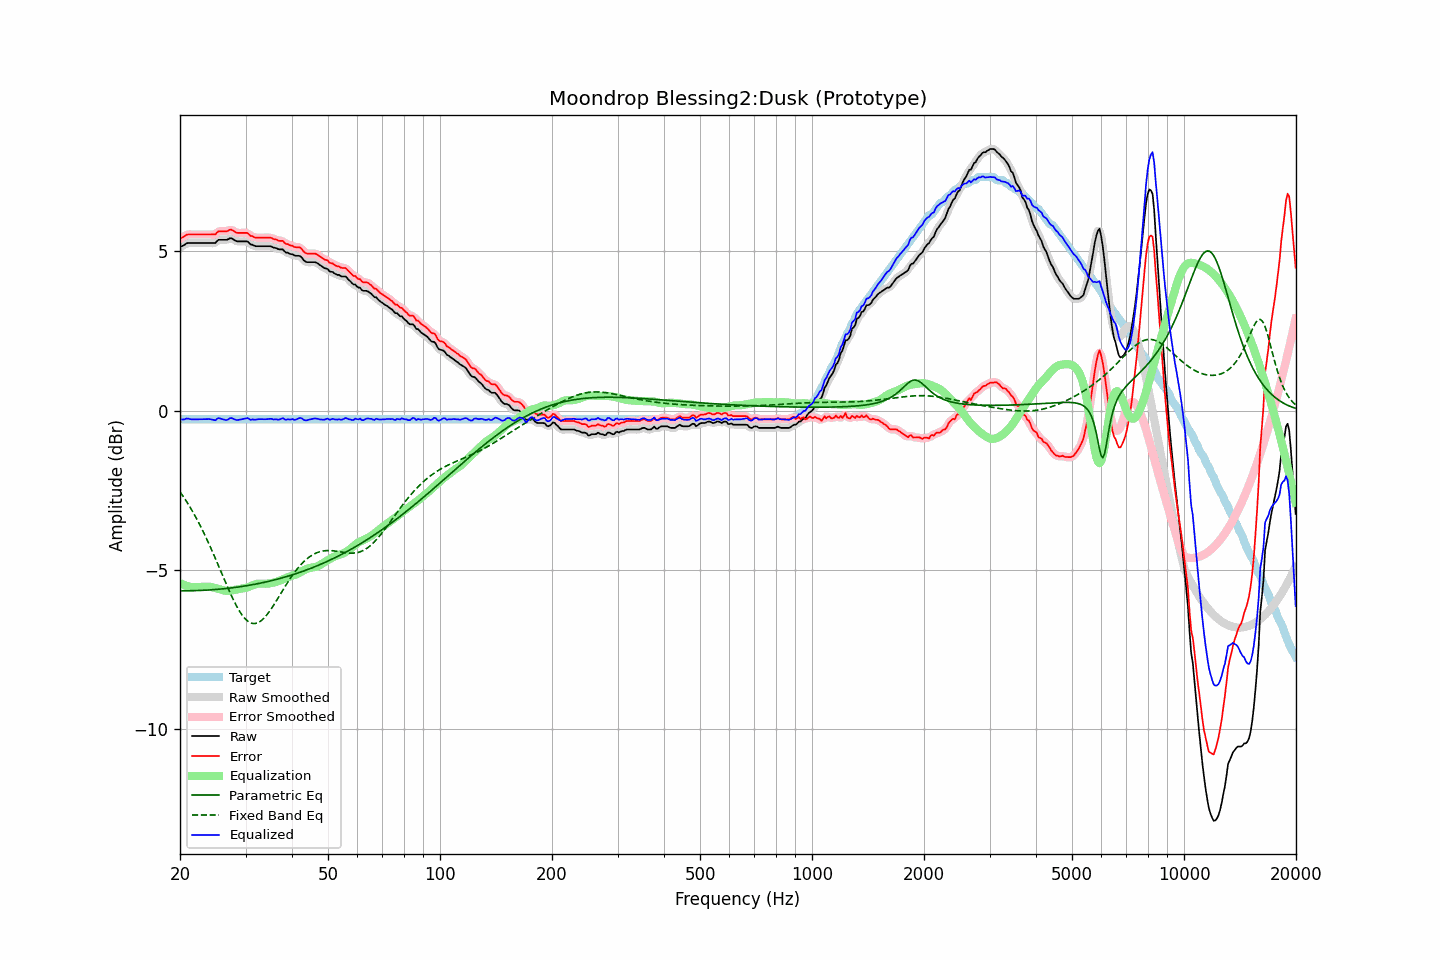 Moondrop Blessing2:Dusk (Prototype)
Amplitude (dBr)
5
0
−5
−10
Target
Raw Smoothed
Error Smoothed
Raw
Error
Equalization
Parametric Eq
Fixed Band Eq
Equalized
20 50 100 200 500 1000 2000 5000 10000 20000
Frequency (Hz)